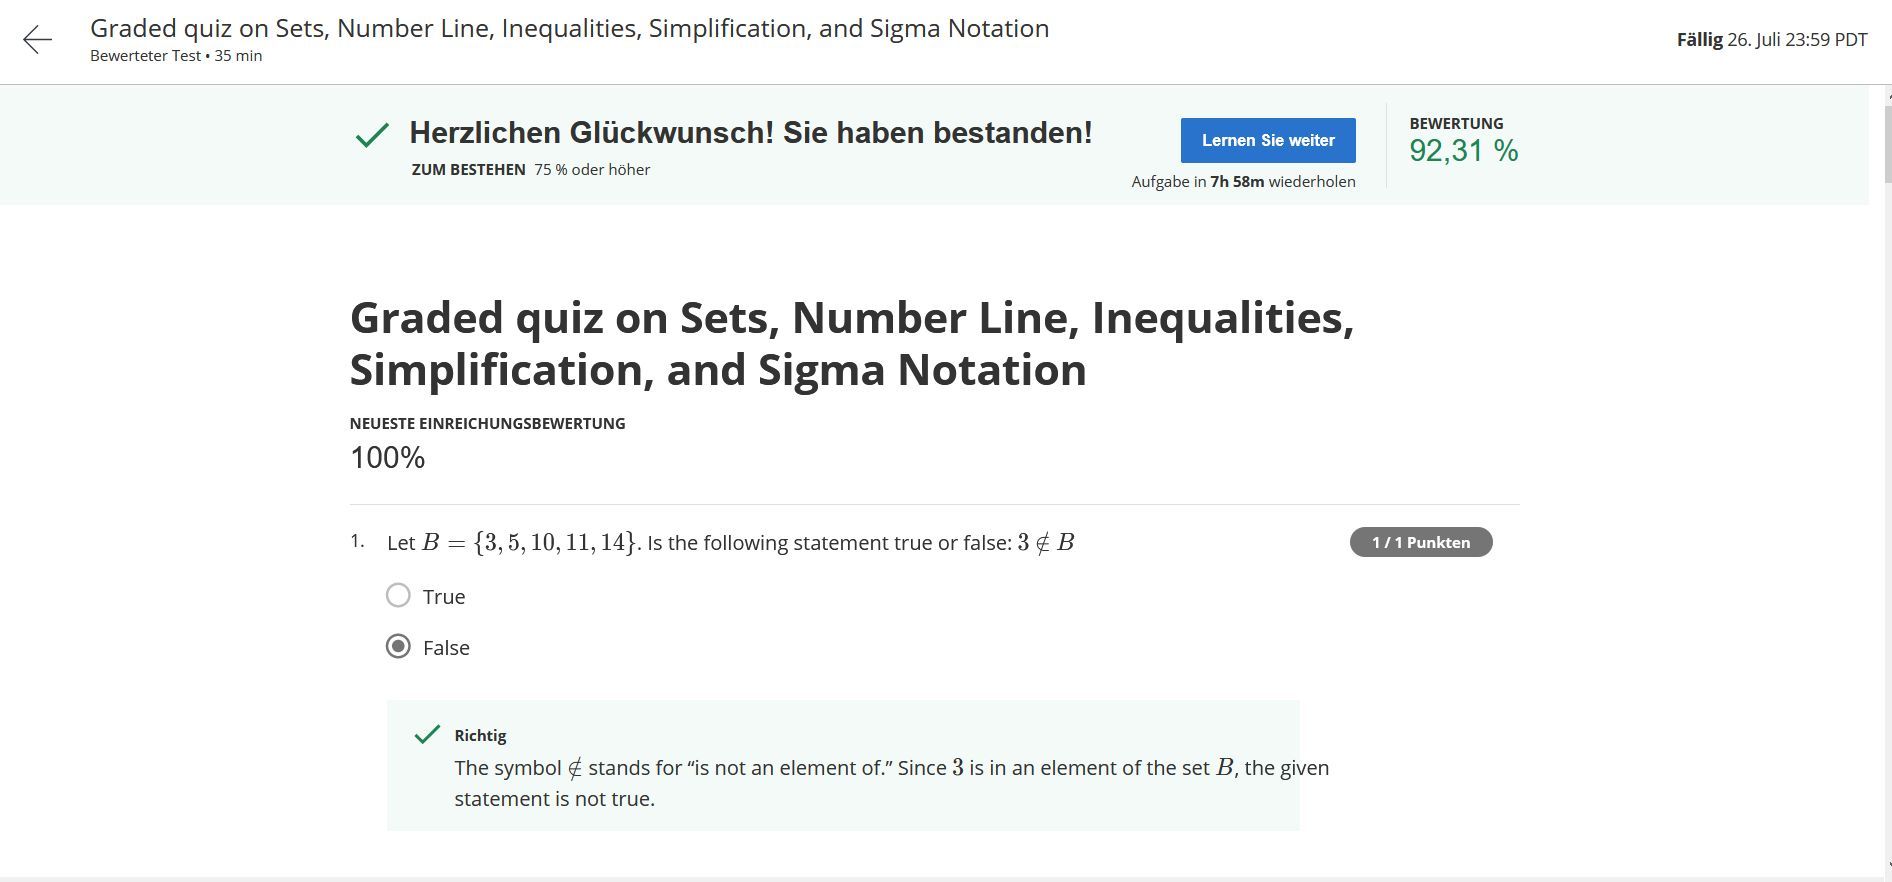 Graded quiz on Sets, Number Line, Inequalities, Simplification, and Sigma Notation
Bewerteter Test • 35 min
Fällig 26. Juli 23:59 PDT
Herzlichen Glückwunsch! Sie haben bestanden!
ZUM BESTEHEN 75 % oder höher
Lernen Sie weiter
Aufgabe in 7h 58m wiederholen
BEWERTUNG
92,31 %
Graded quiz on Sets, Number Line, Inequalities,
Simplification, and Sigma Notation
NEUESTE EINREICHUNGSBEWERTUNG
100%
1. Let B = {3, 5, 10, 11, 14}. Is the following statement true or false: 3 ∉ B
1 / 1 Punkten
True
False
Richtig
The symbol ∉ stands for “is not an element of.” Since 3 is in an element of the set B, the given
statement is not true.